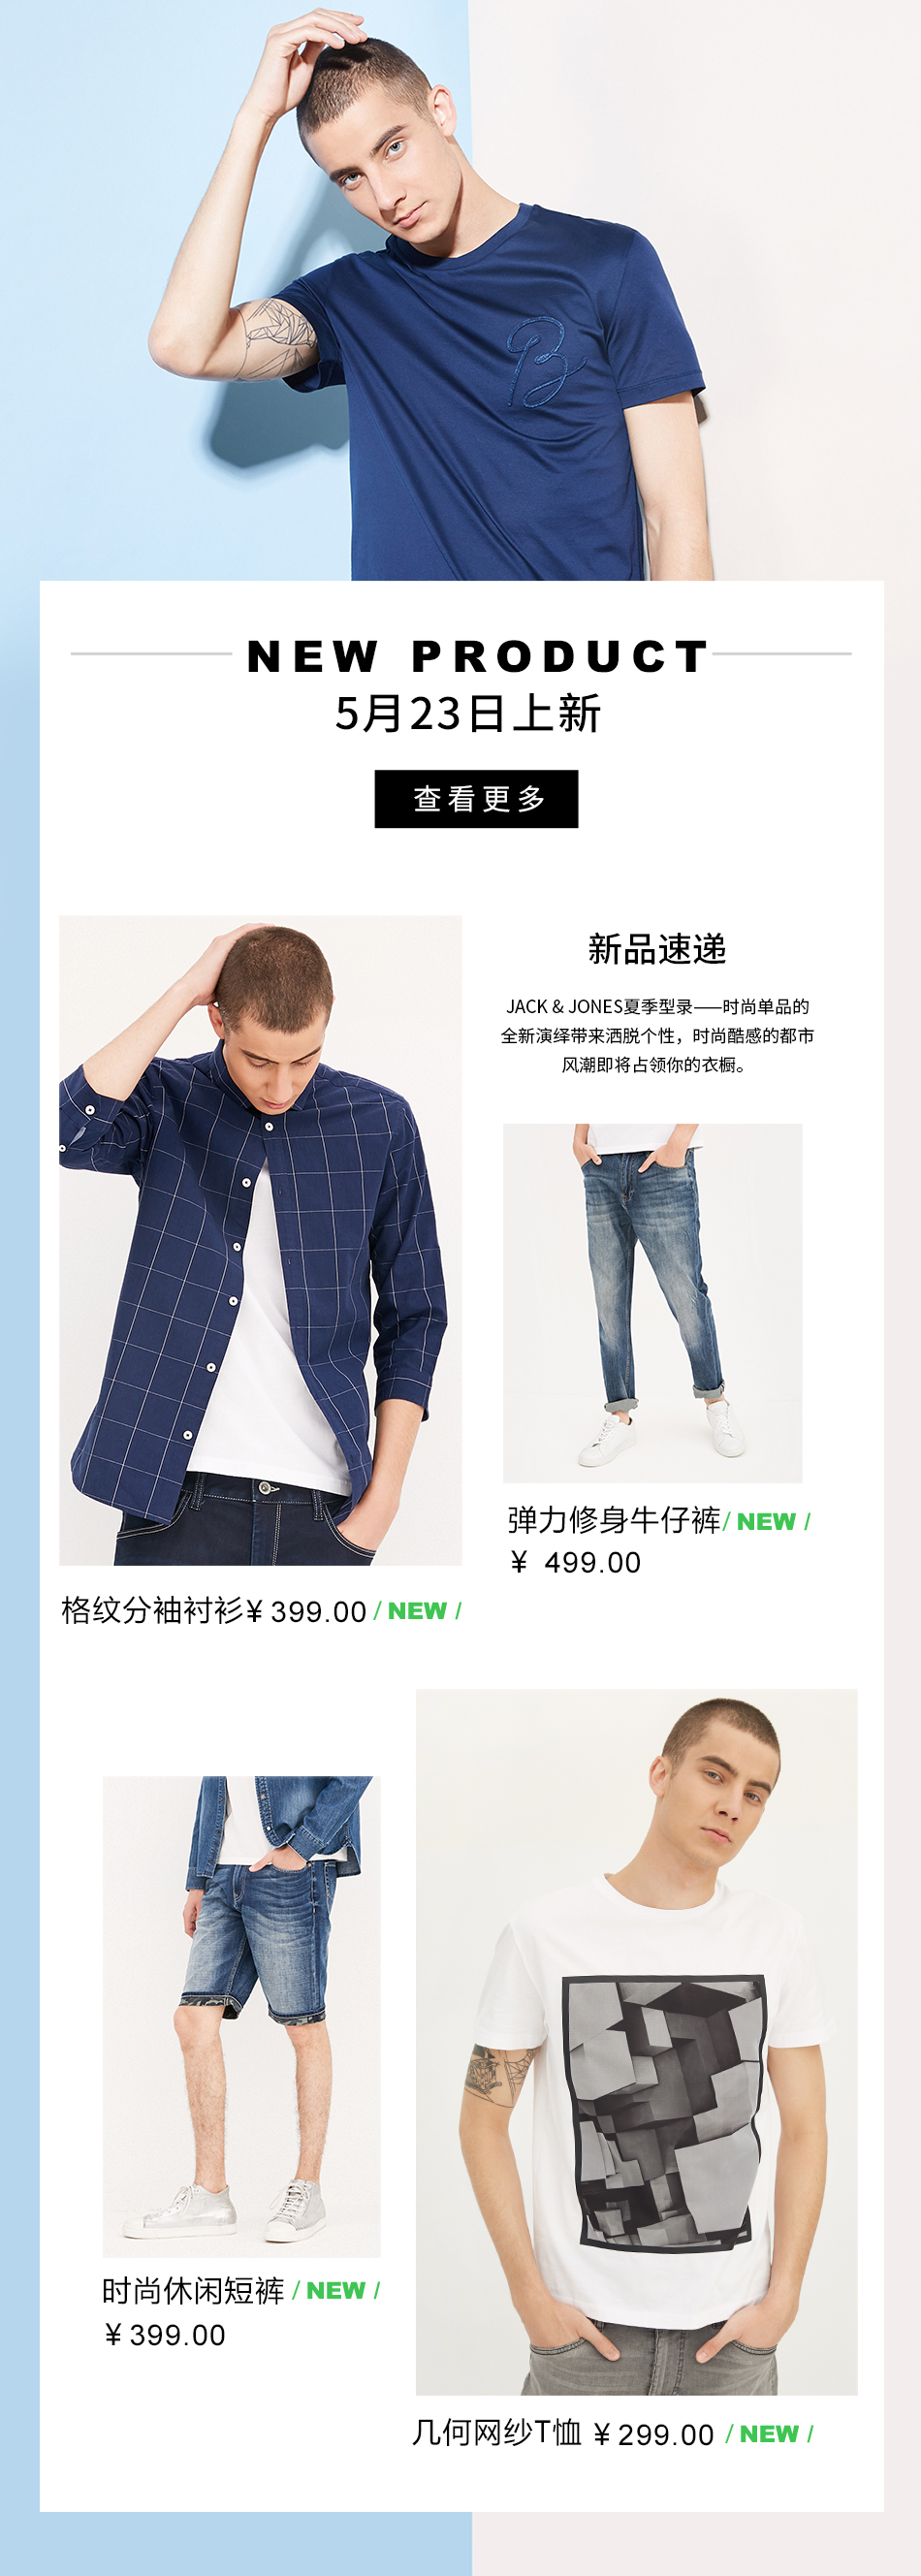 B
NEW PRODUCT
5月23日上新
查看更多
新品速递
JACK & JONES夏季型录——时尚单品的
全新演绎带来洒脱个性，时尚酷感的都市
风潮即将占领你的衣橱。
弹力修身牛仔裤/ NEW /
¥ 499.00
格纹分袖衬衫¥ 399.00 / NEW /
时尚休闲短裤 / NEW /
¥ 399.00
几何网纱T恤 ¥ 299.00 / NEW /